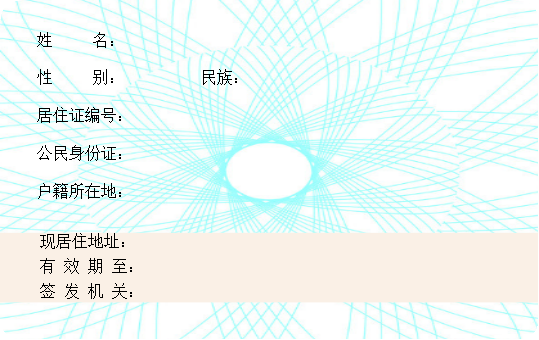 姓 名：
性 别： 民族：
居住证编号：
公民身份证：
户籍所在地：
现居住地址：
有 效 期 至：
签 发 机 关：